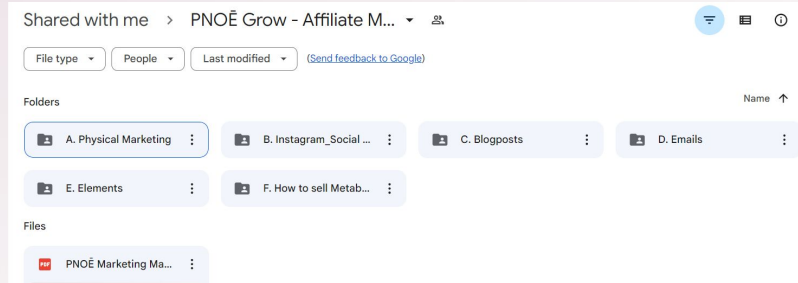 Shared with me > PNOĒ Grow - Affiliate M...
File type People Last modified (Send feedback to Google)
Folders Name
A. Physical Marketing B. Instagram_Social ... C. Blogposts D. Emails
E. Elements F. How to sell Metab...
Files
PDF PNOĒ Marketing Ma...